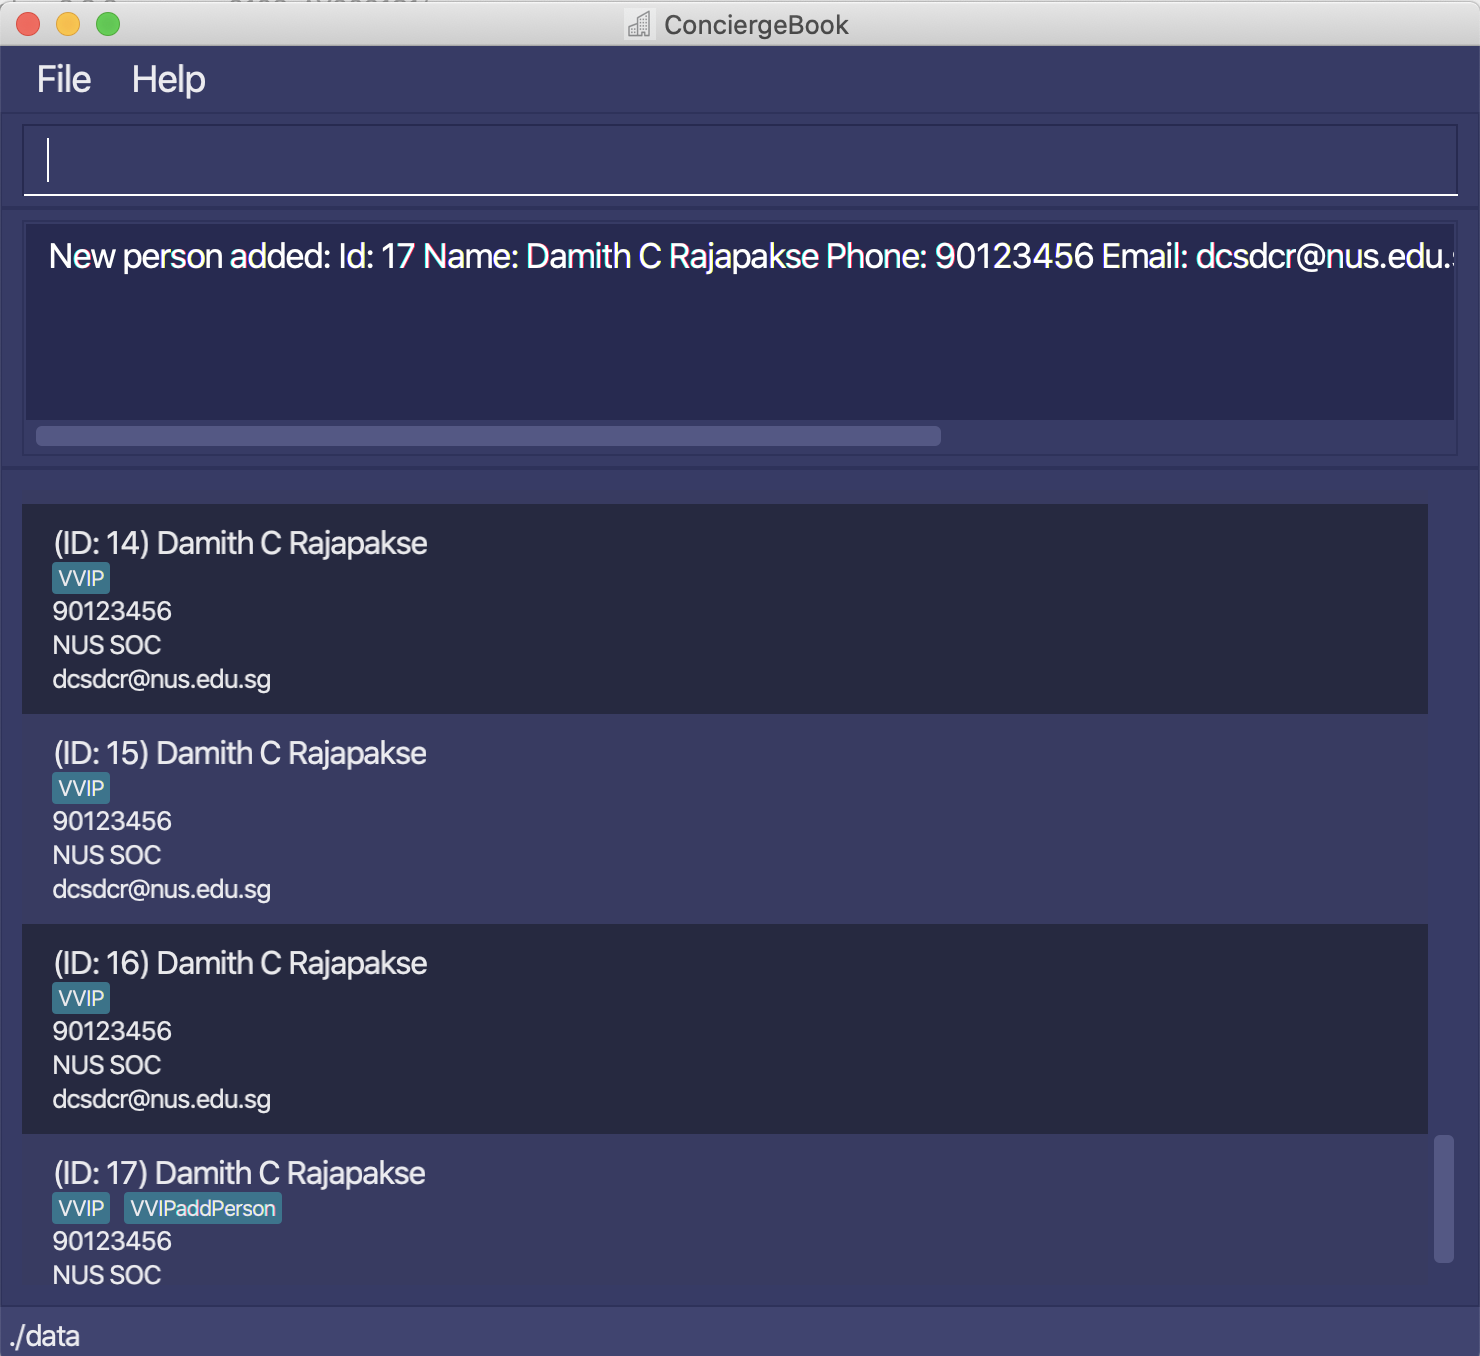 ConciergeBook
File Help
New person added: Id: 17 Name: Damith C Rajapakse Phone: 90123456 Email: dcsdcr@nus.edu.
(ID: 14) Damith C Rajapakse
VVIP
90123456
NUS SOC
dcsdcr@nus.edu.sg
(ID: 15) Damith C Rajapakse
VVIP
90123456
NUS SOC
dcsdcr@nus.edu.sg
(ID: 16) Damith C Rajapakse
VVIP
90123456
NUS SOC
dcsdcr@nus.edu.sg
(ID: 17) Damith C Rajapakse
VVIP VVIPaddPerson
90123456
NUS SOC
./data